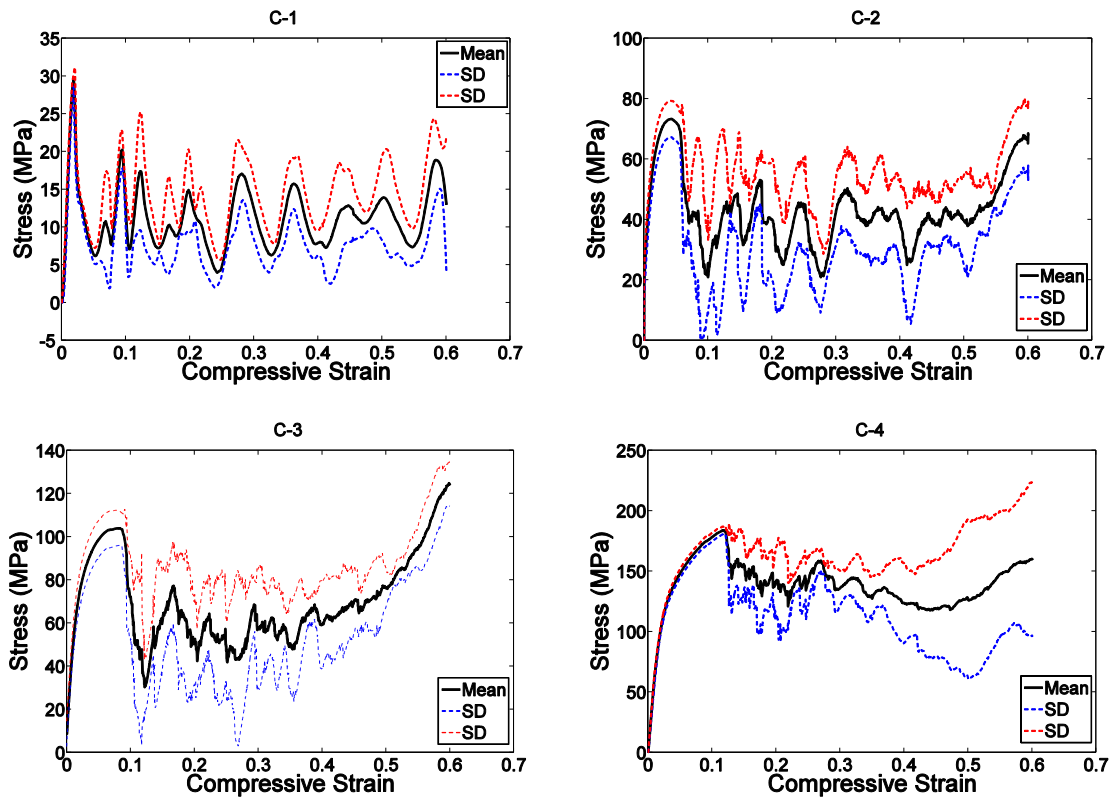 C-1
35
30
25
20
15
10
5
0
-5
Stress (MPa)
Mean
SD
SD
0 0.1 0.2 0.3 0.4 0.5 0.6 0.7
Compressive Strain
C-2
100
80
60
40
20
0
Stress (MPa)
Mean
SD
SD
0 0.1 0.2 0.3 0.4 0.5 0.6 0.7
Compressive Strain
C-3
140
120
100
80
60
40
20
0
Stress (MPa)
Mean
SD
SD
0 0.1 0.2 0.3 0.4 0.5 0.6 0.7
Compressive Strain
C-4
250
200
150
100
50
0
Stress (MPa)
Mean
SD
SD
0 0.1 0.2 0.3 0.4 0.5 0.6 0.7
Compressive Strain